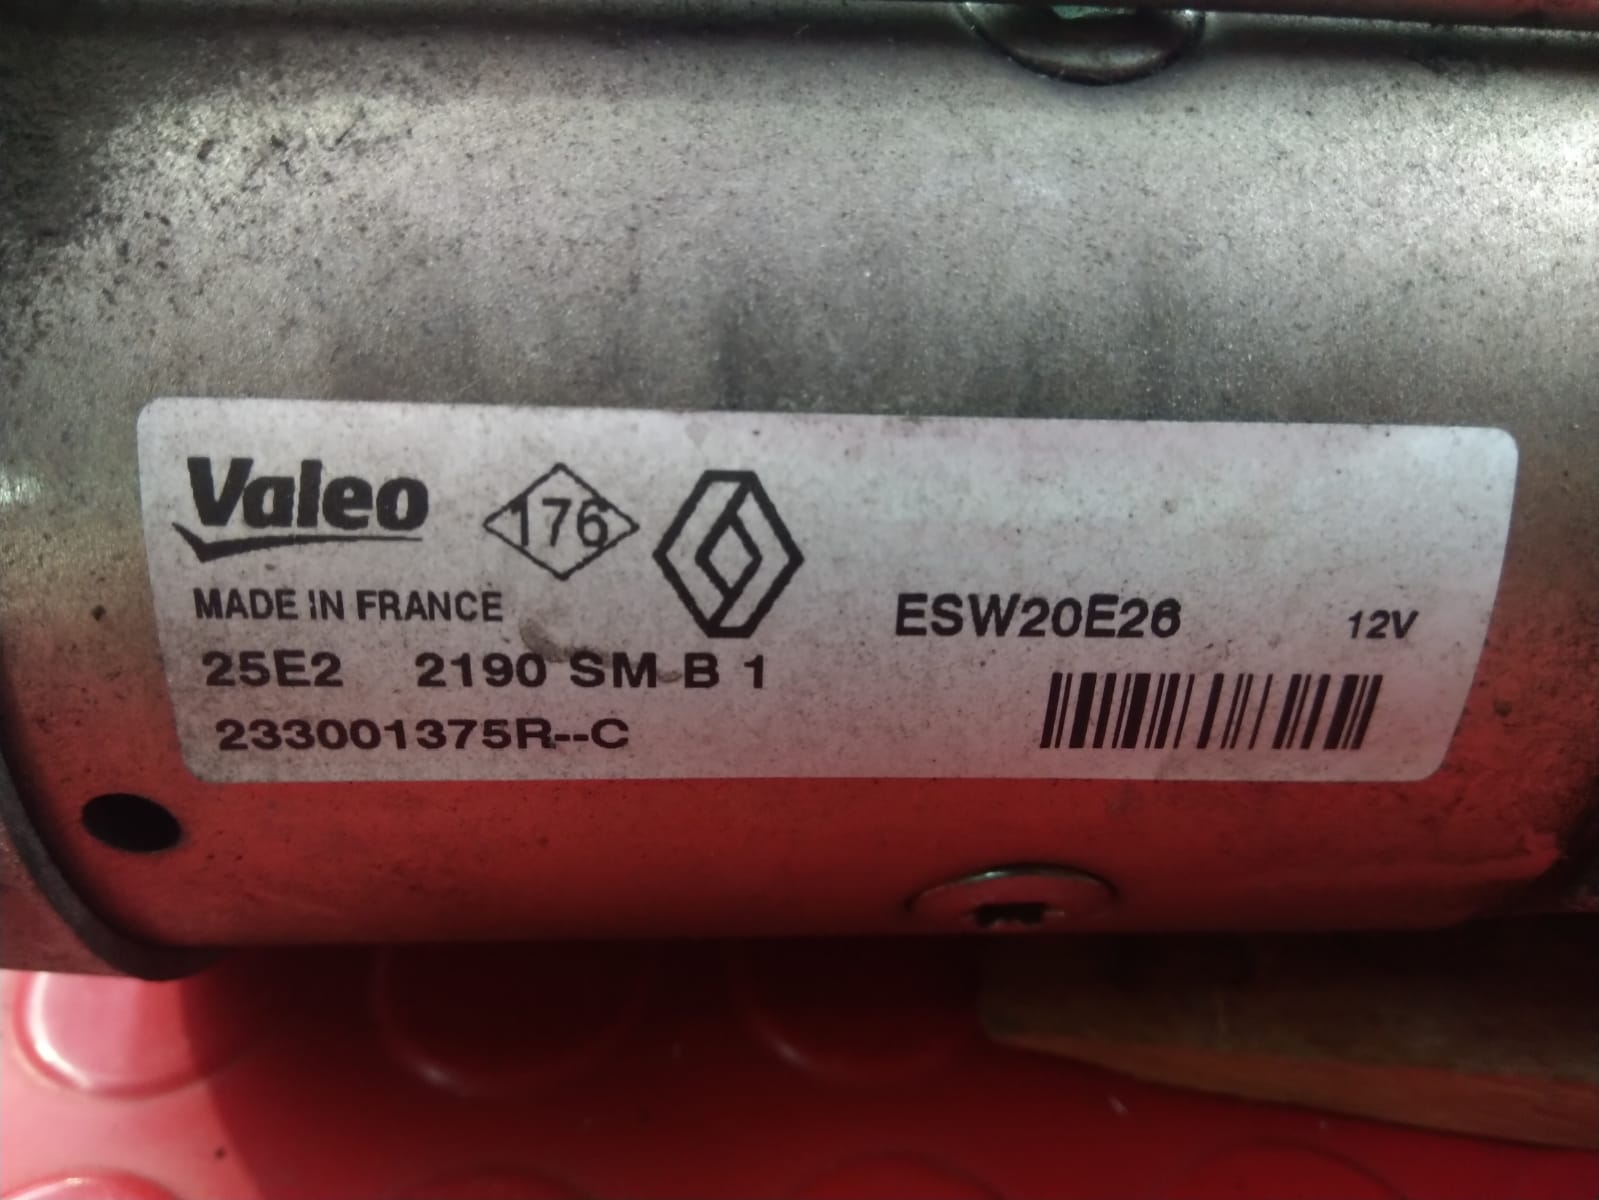 Valeo
176
MADE IN FRANCE
ESW20E26
12V
25E2 2190 SM B 1
233001375R--C